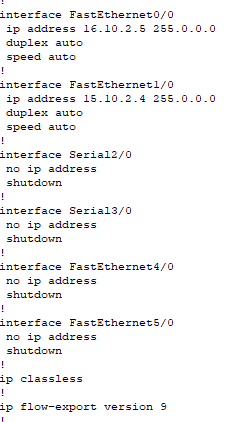 !
interface FastEthernet0/0
 ip address 16.10.2.5 255.0.0.0
 duplex auto
 speed auto
!
interface FastEthernet1/0
 ip address 15.10.2.4 255.0.0.0
 duplex auto
 speed auto
!
interface Serial2/0
 no ip address
 shutdown
!
interface Serial3/0
 no ip address
 shutdown
!
interface FastEthernet4/0
 no ip address
 shutdown
!
interface FastEthernet5/0
 no ip address
 shutdown
!
ip classless
!
ip flow-export version 9
!